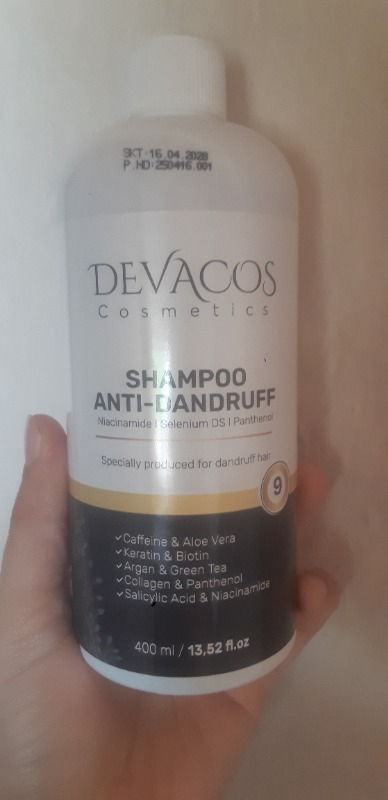 SKT:16.04.2028
P.NO:250416.001
DEVACOS
Cosmetics
SHAMPOO
ANTI-DANDRUFF
Niacinamide I Selenium DS I Panthenol
Specially produced for dandruff hair
9
✓Caffeine & Aloe Vera
✓Keratin & Biotin
✓Argan & Green Tea
✓Collagen & Panthenol
✓Salicylic Acid & Niacinamide
400 ml / 13,52 fl.oz